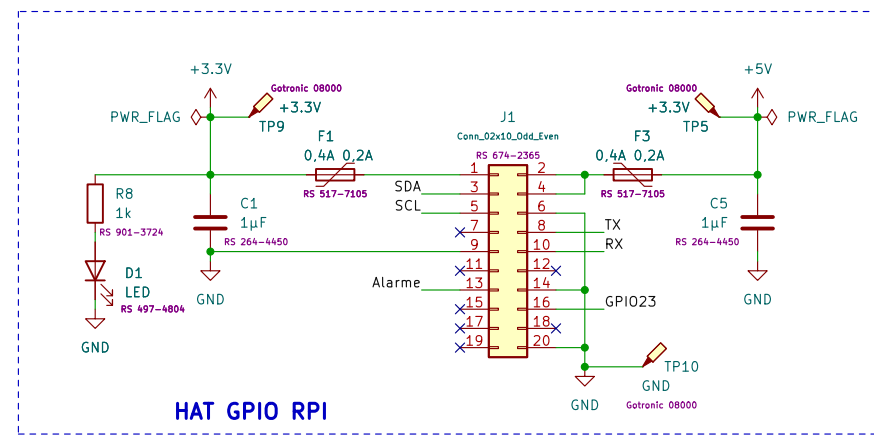 +3.3V
Gotronic 08000
PWR_FLAG
+3.3V
TP9
F1
0,4A 0,2A
RS 517-7105
R8
1k
RS 901-3724
C1
1µF
RS 264-4450
GND
D1
LED
RS 497-4804
GND
J1
Conn_02x10_Odd_Even
RS 674-2365
1 2
SDA 3 4
SCL 5 6
7 8 TX
9 10 RX
11 12
Alarme 13 14
15 16 GPIO23
17 18
19 20
+5V
Gotronic 08000
+3.3V
TP5
PWR_FLAG
F3
0,4A 0,2A
RS 517-7105
C5
1µF
RS 264-4450
GND
TP10
GND
GND
Gotronic 08000
HAT GPIO RPI